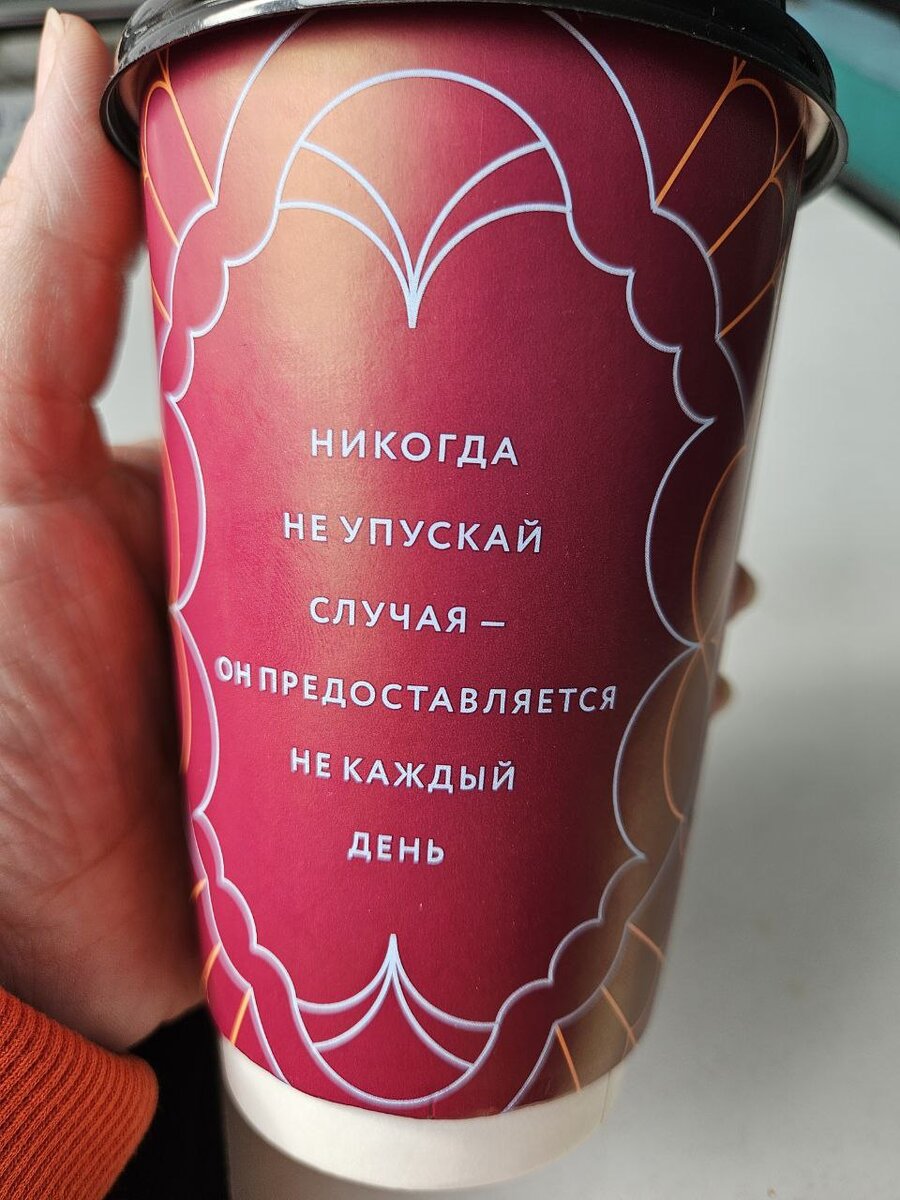 НИКОГДА
НЕ УПУСКАЙ
СЛУЧАЯ –
ОН ПРЕДОСТАВЛЯЕТСЯ
НЕ КАЖДЫЙ
ДЕНЬ